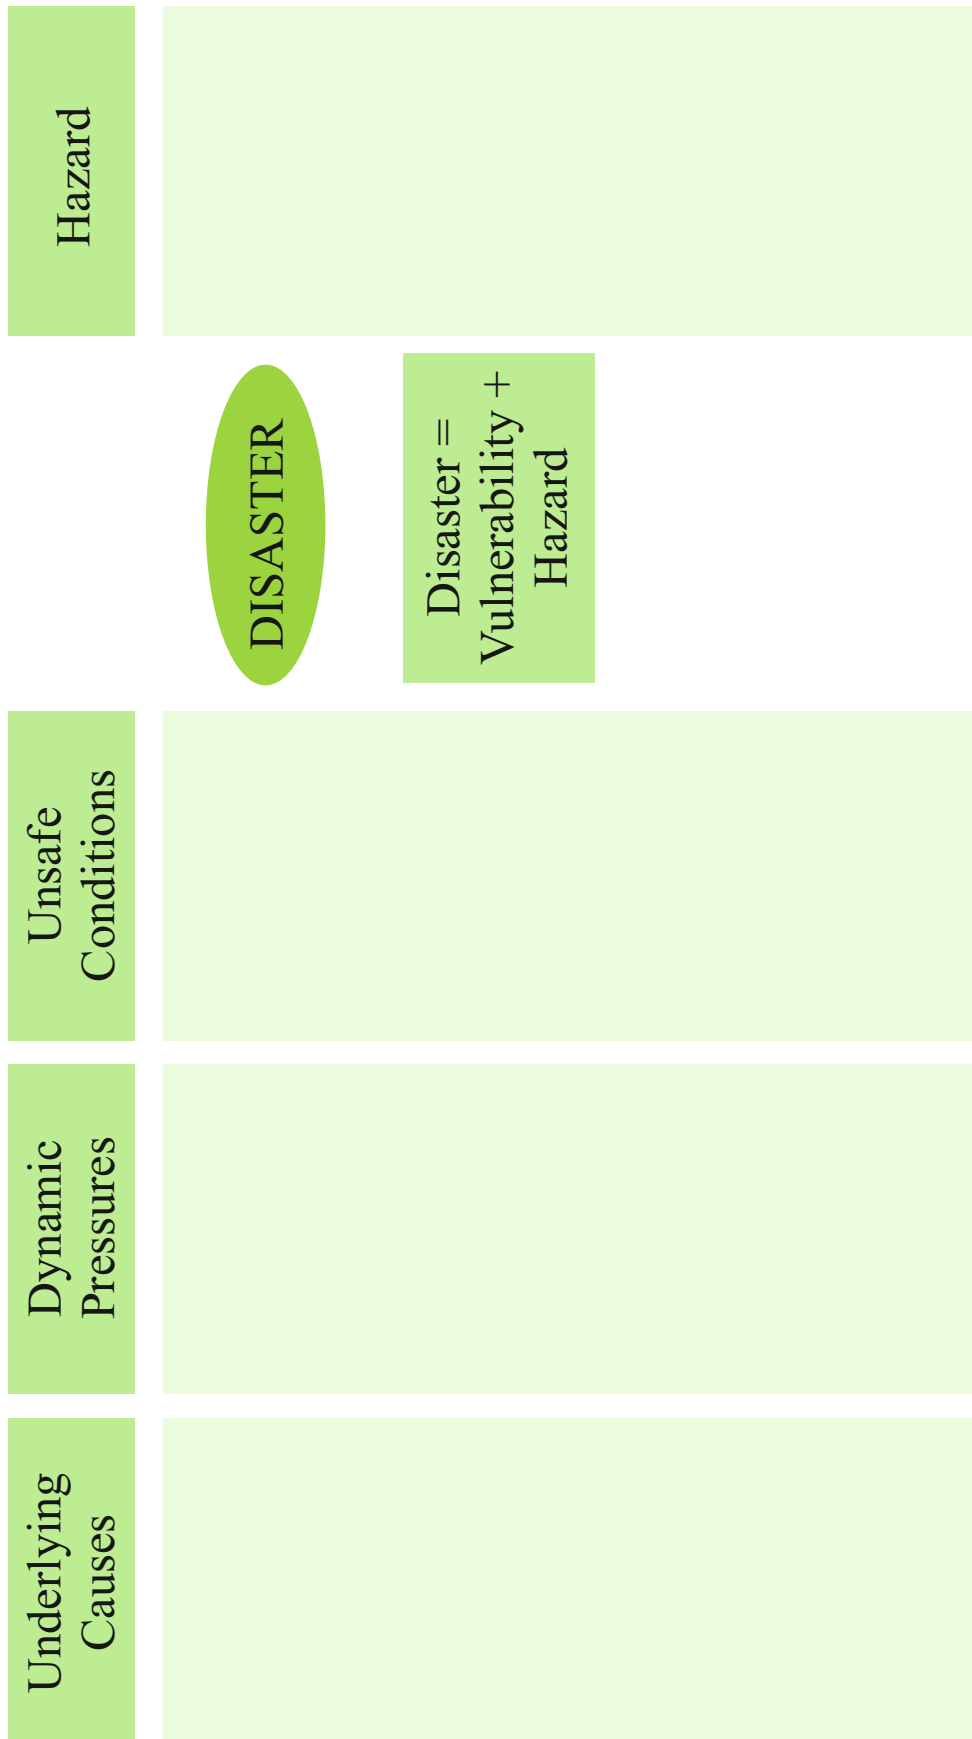 Underlying
Causes
Dynamic
Pressures
Unsafe
Conditions
DISASTER
Disaster =
Vulnerability +
Hazard
Hazard